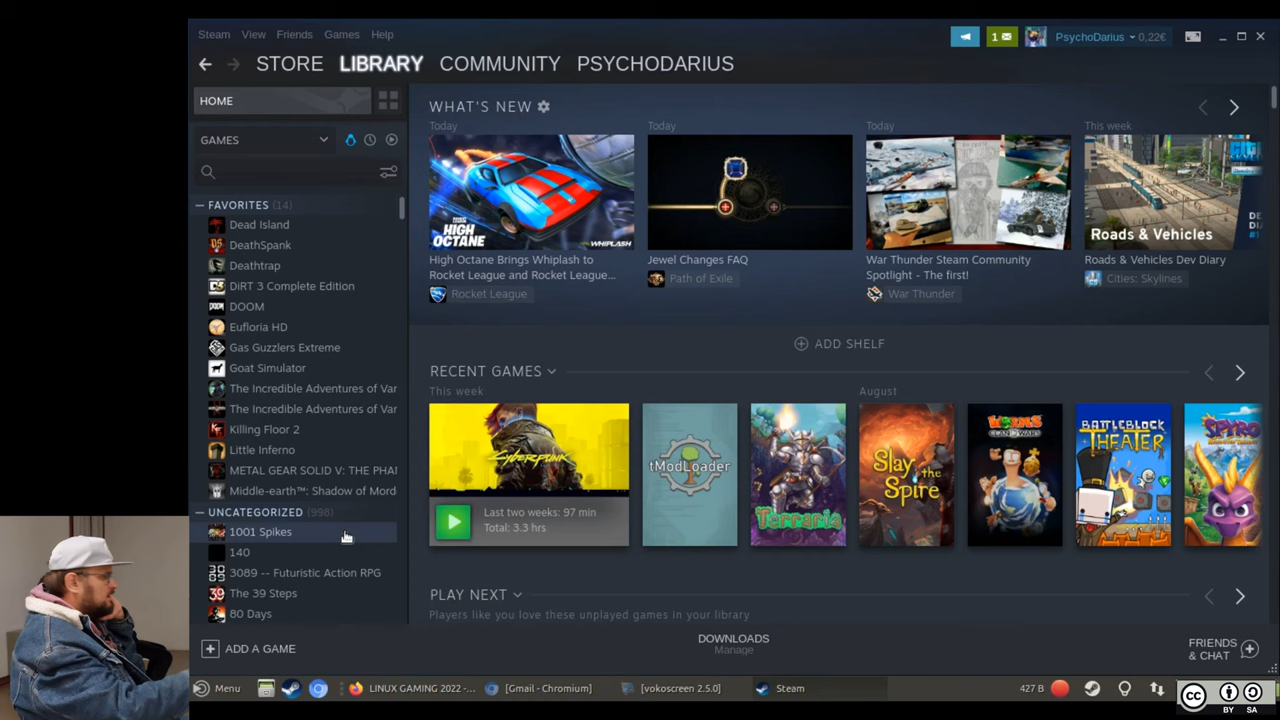 Steam View Friends Games Help
1
PsychoDarius 0,22€
STORE LIBRARY COMMUNITY PSYCHODARIUS
HOME
GAMES
FAVORITES (14)
Dead Island
DeathSpank
Deathtrap
DiRT 3 Complete Edition
DOOM
Eufloria HD
Gas Guzzlers Extreme
Goat Simulator
The Incredible Adventures of Var
The Incredible Adventures of Var
Killing Floor 2
Little Inferno
METAL GEAR SOLID V: THE PHAI
Middle-earth™: Shadow of Mord
UNCATEGORIZED (998)
1001 Spikes
140
3089 -- Futuristic Action RPG
The 39 Steps
80 Days
ADD A GAME
WHAT'S NEW
Today
Today
Today
This week
HIGH OCTANE
WHIPLASH
Roads & Vehicles
High Octane Brings Whiplash to
Rocket League and Rocket League...
Rocket League
Jewel Changes FAQ
Path of Exile
War Thunder Steam Community
Spotlight - The first!
War Thunder
Roads & Vehicles Dev Diary
Cities: Skylines
ADD SHELF
RECENT GAMES
This week
August
CYBERPUNK
Last two weeks: 97 min
Total: 3.3 hrs
tModLoader
Terraria
Slay the Spire
WORMS
CLAN WARS
BATTLEBLOCK
THEATER
SPYRO
PLAY NEXT
Players like you love these unplayed games in your library
DOWNLOADS
Manage
FRIENDS
& CHAT
Menu
LINUX GAMING 2022 -...
[Gmail - Chromium]
[vokoscreen 2.5.0]
Steam
427 B
CC BY SA